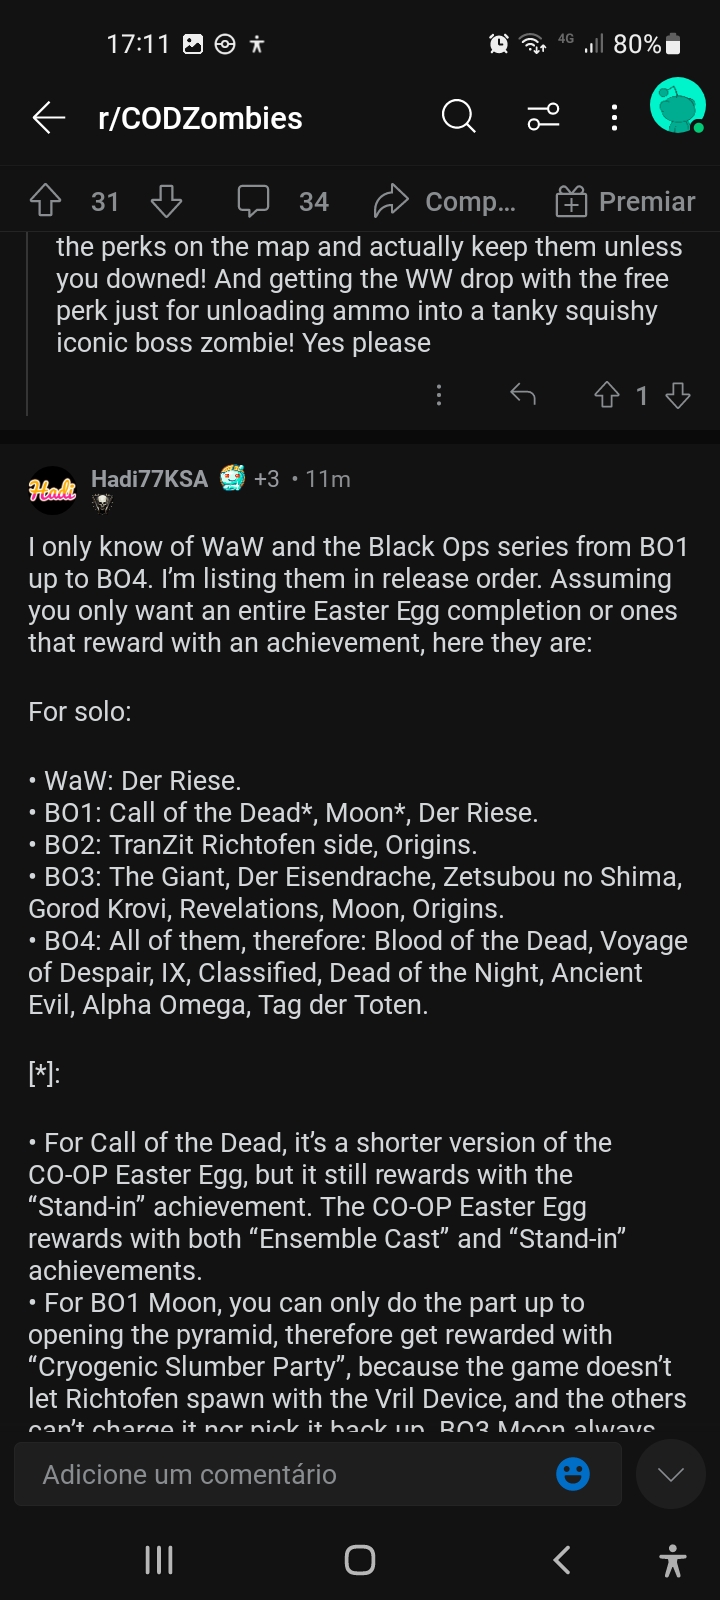 17:11
4G
80%
r/CODZombies
31
34
Comp...
Premiar
the perks on the map and actually keep them unless
you downed! And getting the WW drop with the free
perk just for unloading ammo into a tanky squishy
iconic boss zombie! Yes please
1
Hadi
Hadi77KSA +3 • 11m
I only know of WaW and the Black Ops series from BO1
up to BO4. I’m listing them in release order. Assuming
you only want an entire Easter Egg completion or ones
that reward with an achievement, here they are:
For solo:
• WaW: Der Riese.
• BO1: Call of the Dead*, Moon*, Der Riese.
• BO2: TranZit Richtofen side, Origins.
• BO3: The Giant, Der Eisendrache, Zetsubou no Shima,
Gorod Krovi, Revelations, Moon, Origins.
• BO4: All of them, therefore: Blood of the Dead, Voyage
of Despair, IX, Classified, Dead of the Night, Ancient
Evil, Alpha Omega, Tag der Toten.
[*]:
• For Call of the Dead, it’s a shorter version of the
CO-OP Easter Egg, but it still rewards with the
“Stand-in” achievement. The CO-OP Easter Egg
rewards with both “Ensemble Cast” and “Stand-in”
achievements.
• For BO1 Moon, you can only do the part up to
opening the pyramid, therefore get rewarded with
“Cryogenic Slumber Party”, because the game doesn’t
let Richtofen spawn with the Vril Device, and the others
can’t charge it nor pick it back up. BO3 Moon always
Adicione um comentário